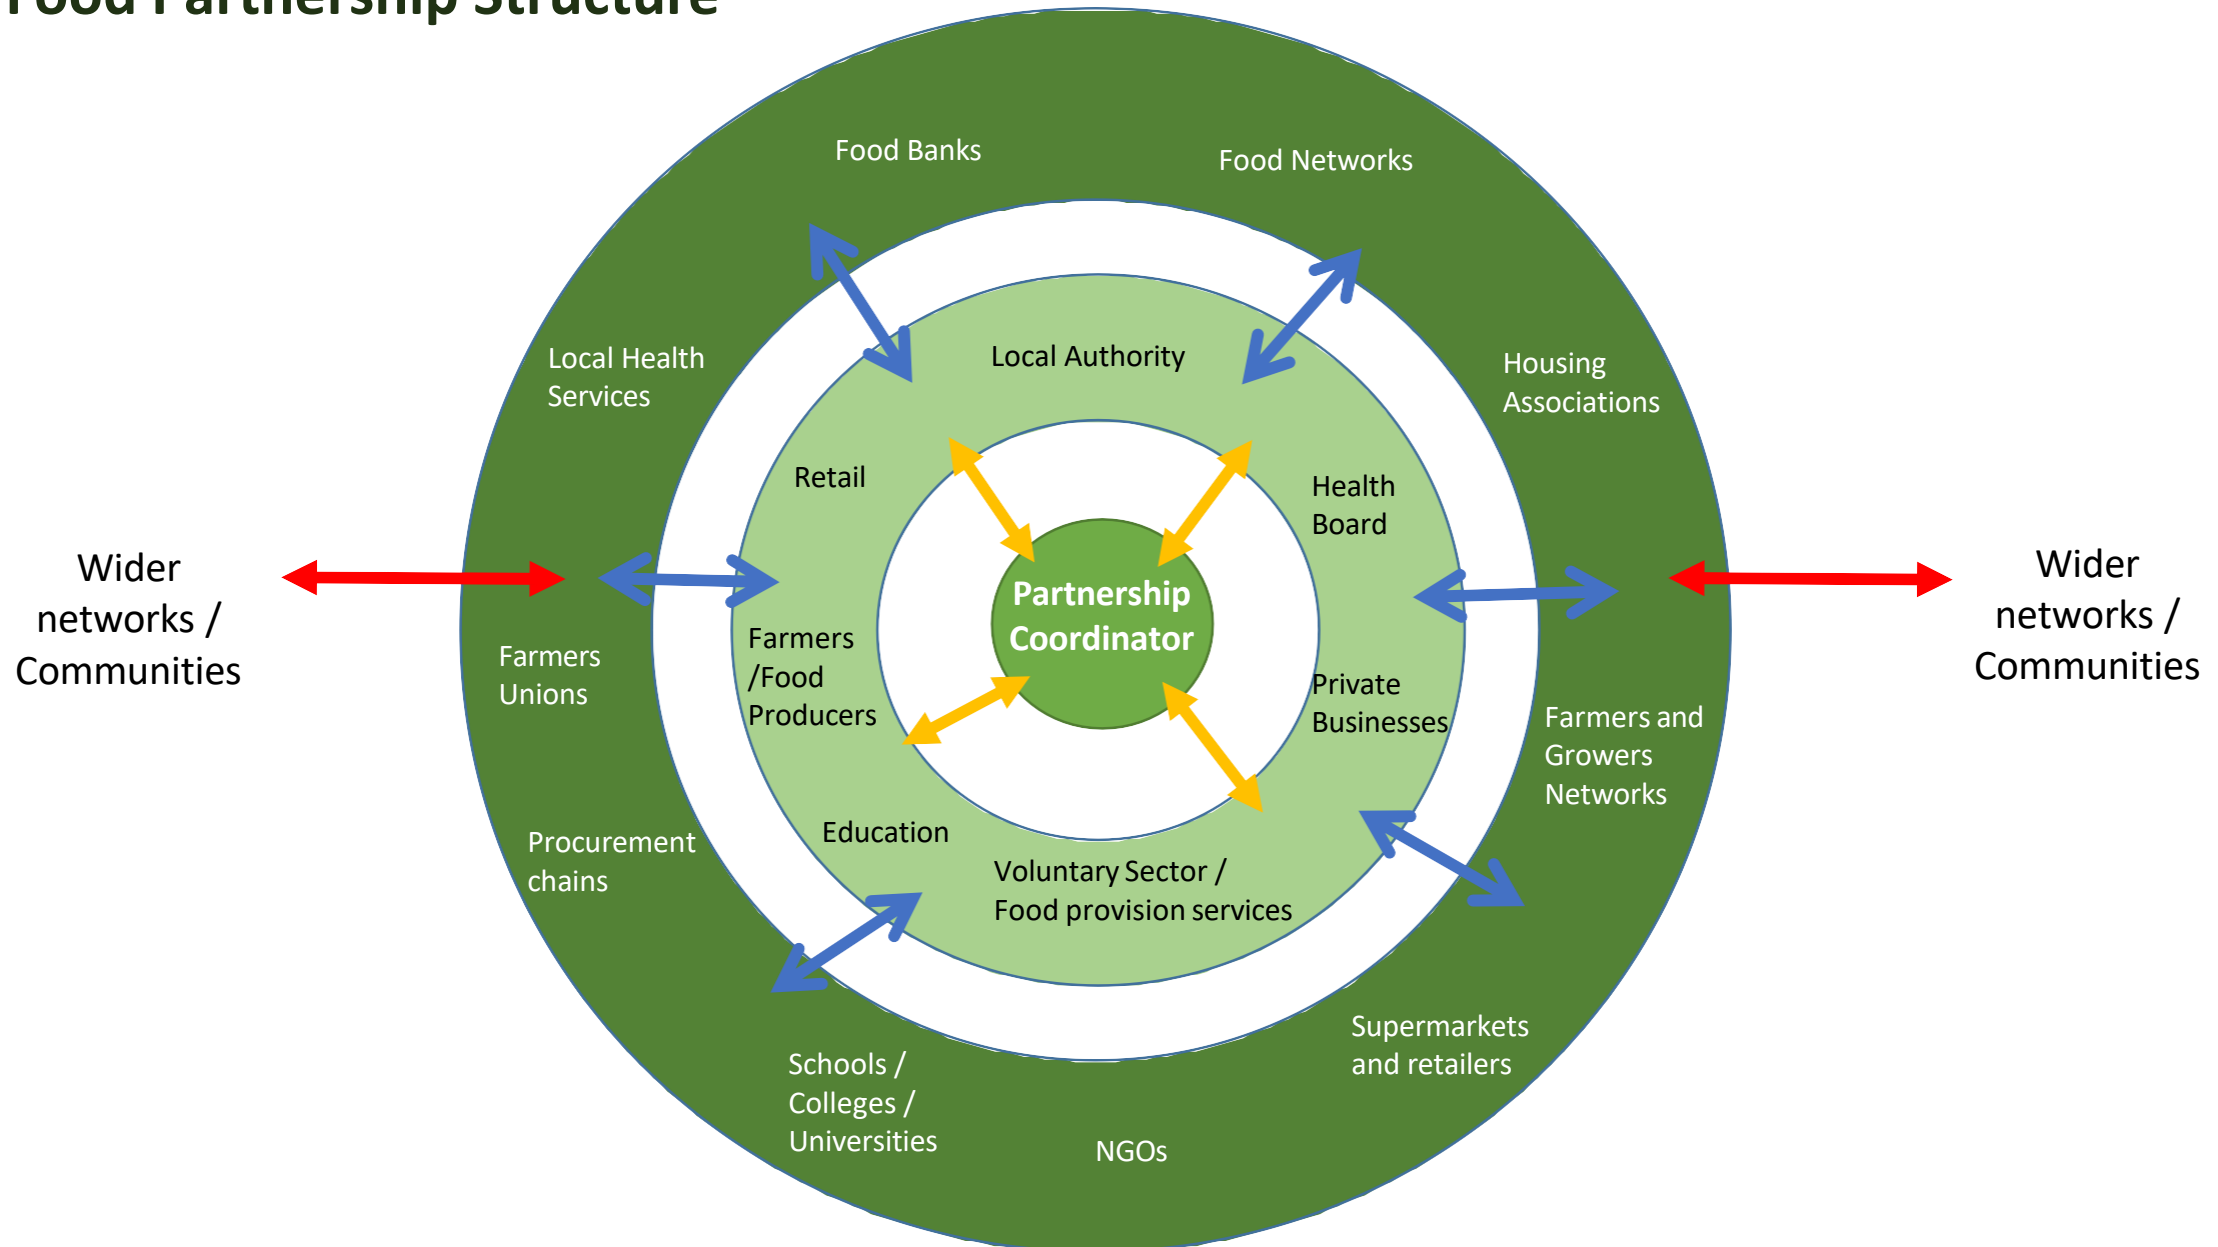 Food Partnership Structure
Food Banks
Food Networks
Local Health
Services
Housing
Associations
Local Authority
Retail
Health
Board
Wider
networks /
Communities
Partnership
Coordinator
Wider
networks /
Communities
Farmers
Unions
Farmers
/Food
Producers
Private
Businesses
Farmers and
Growers
Networks
Procurement
chains
Education
Voluntary Sector /
Food provision services
Supermarkets
and retailers
Schools /
Colleges /
Universities
NGOs